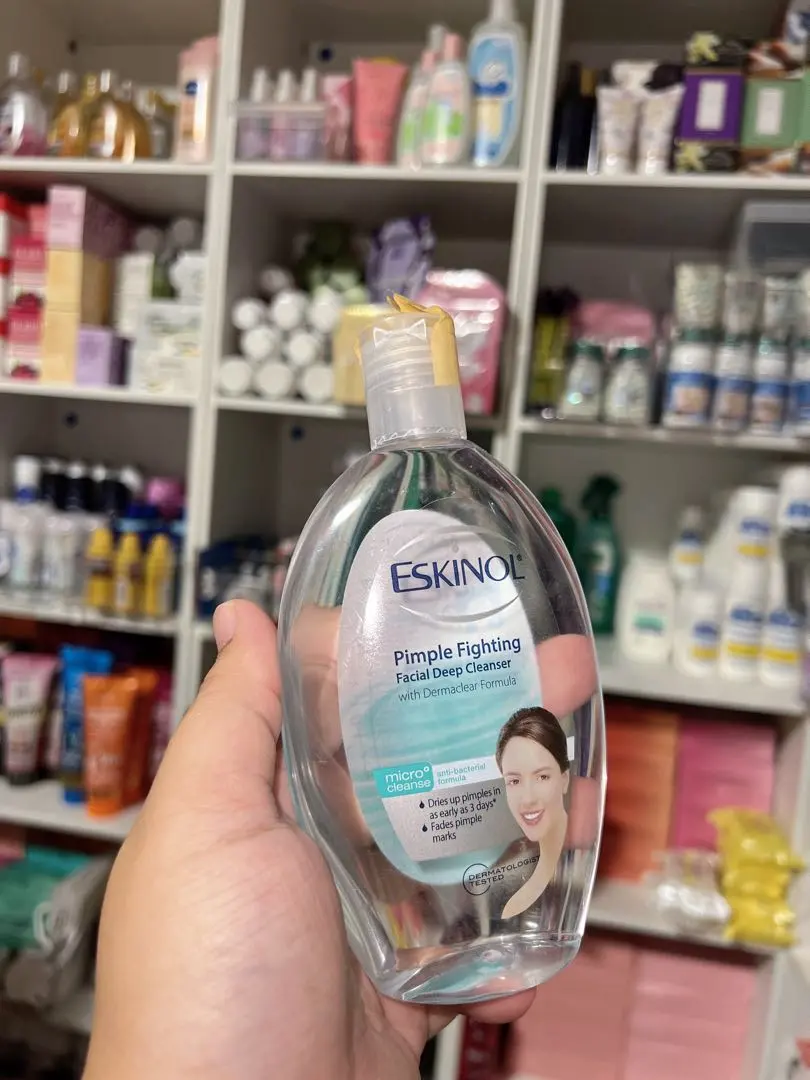 ESKINOL®
Pimple Fighting
Facial Deep Cleanser
with Dermaclear Formula
micro°
cleanse
anti-bacterial
formula
Dries up pimples in
as early as 3 days*
Fades pimple
marks
DERMATOLOGIST
TESTED